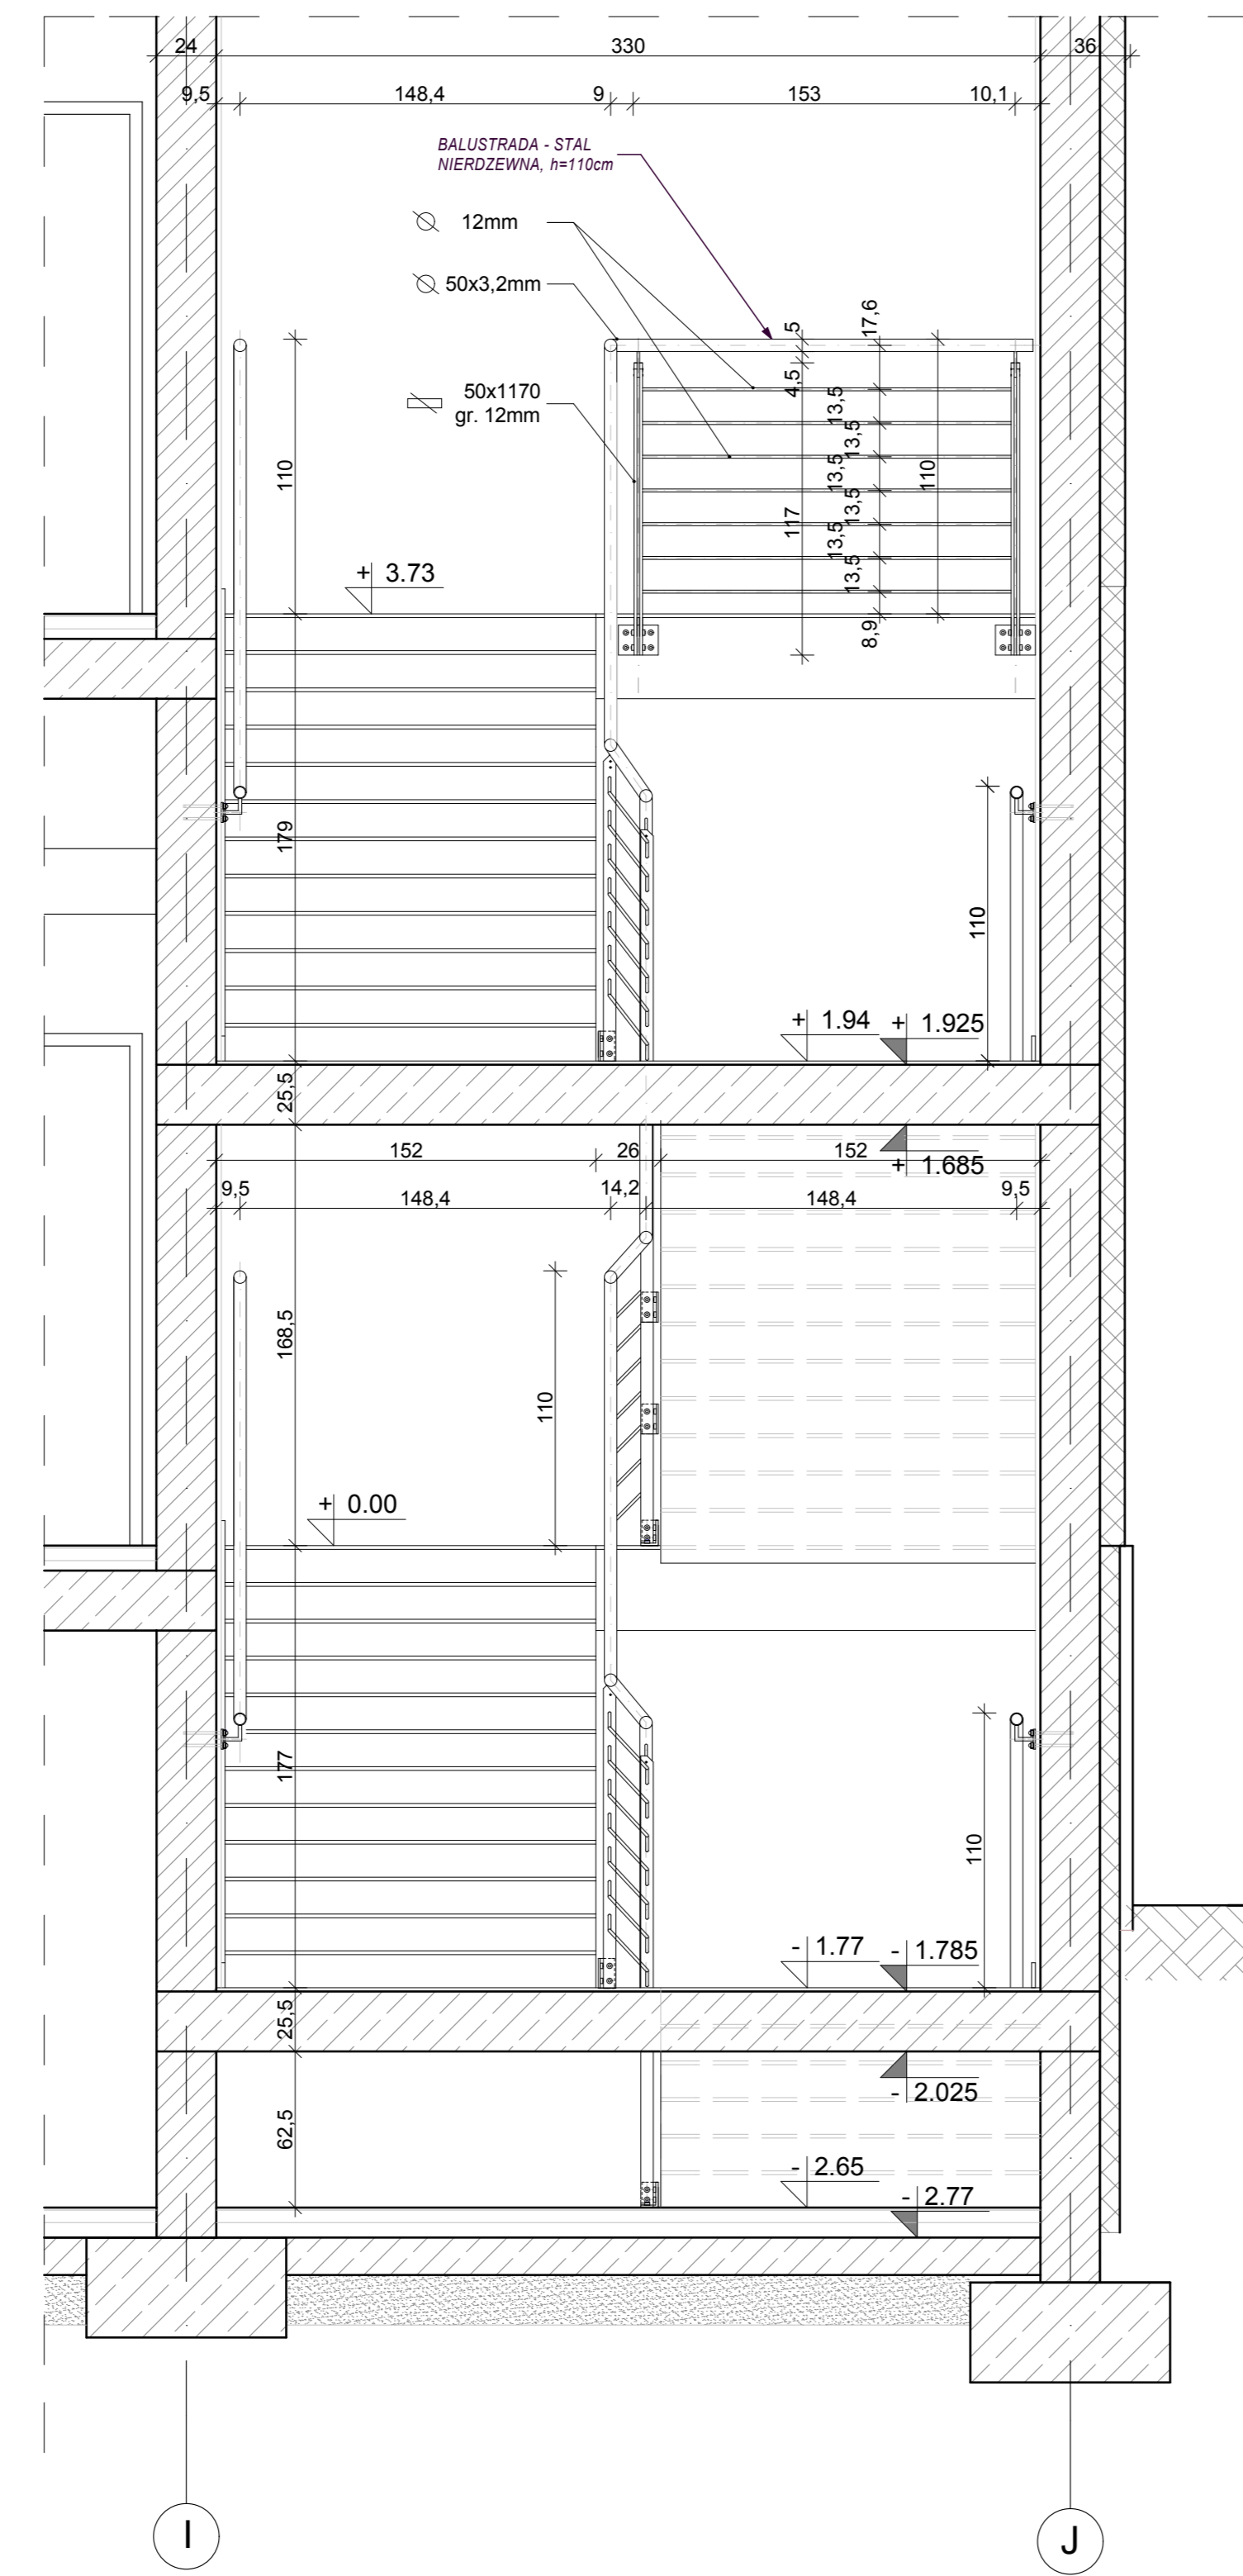 24 330 36
9,5 148,4 9 153 10,1
BALUSTRADA - STAL
NIERDZEWNA, h=110cm
12mm
50x3,2mm
5
17,6
4,5
50x1170
gr. 12mm
13,5
13,5
13,5
13,5
13,5
13,5
110
110
117
8,9
+ 3.73
179
110
+ 1.94 + 1.925
25,5
152 26 152
+ 1.685
9,5 148,4 14,2 148,4 9,5
168,5
110
+ 0.00
177
110
- 1.77 - 1.785
25,5
- 2.025
62,5
- 2.65
- 2.77
I J